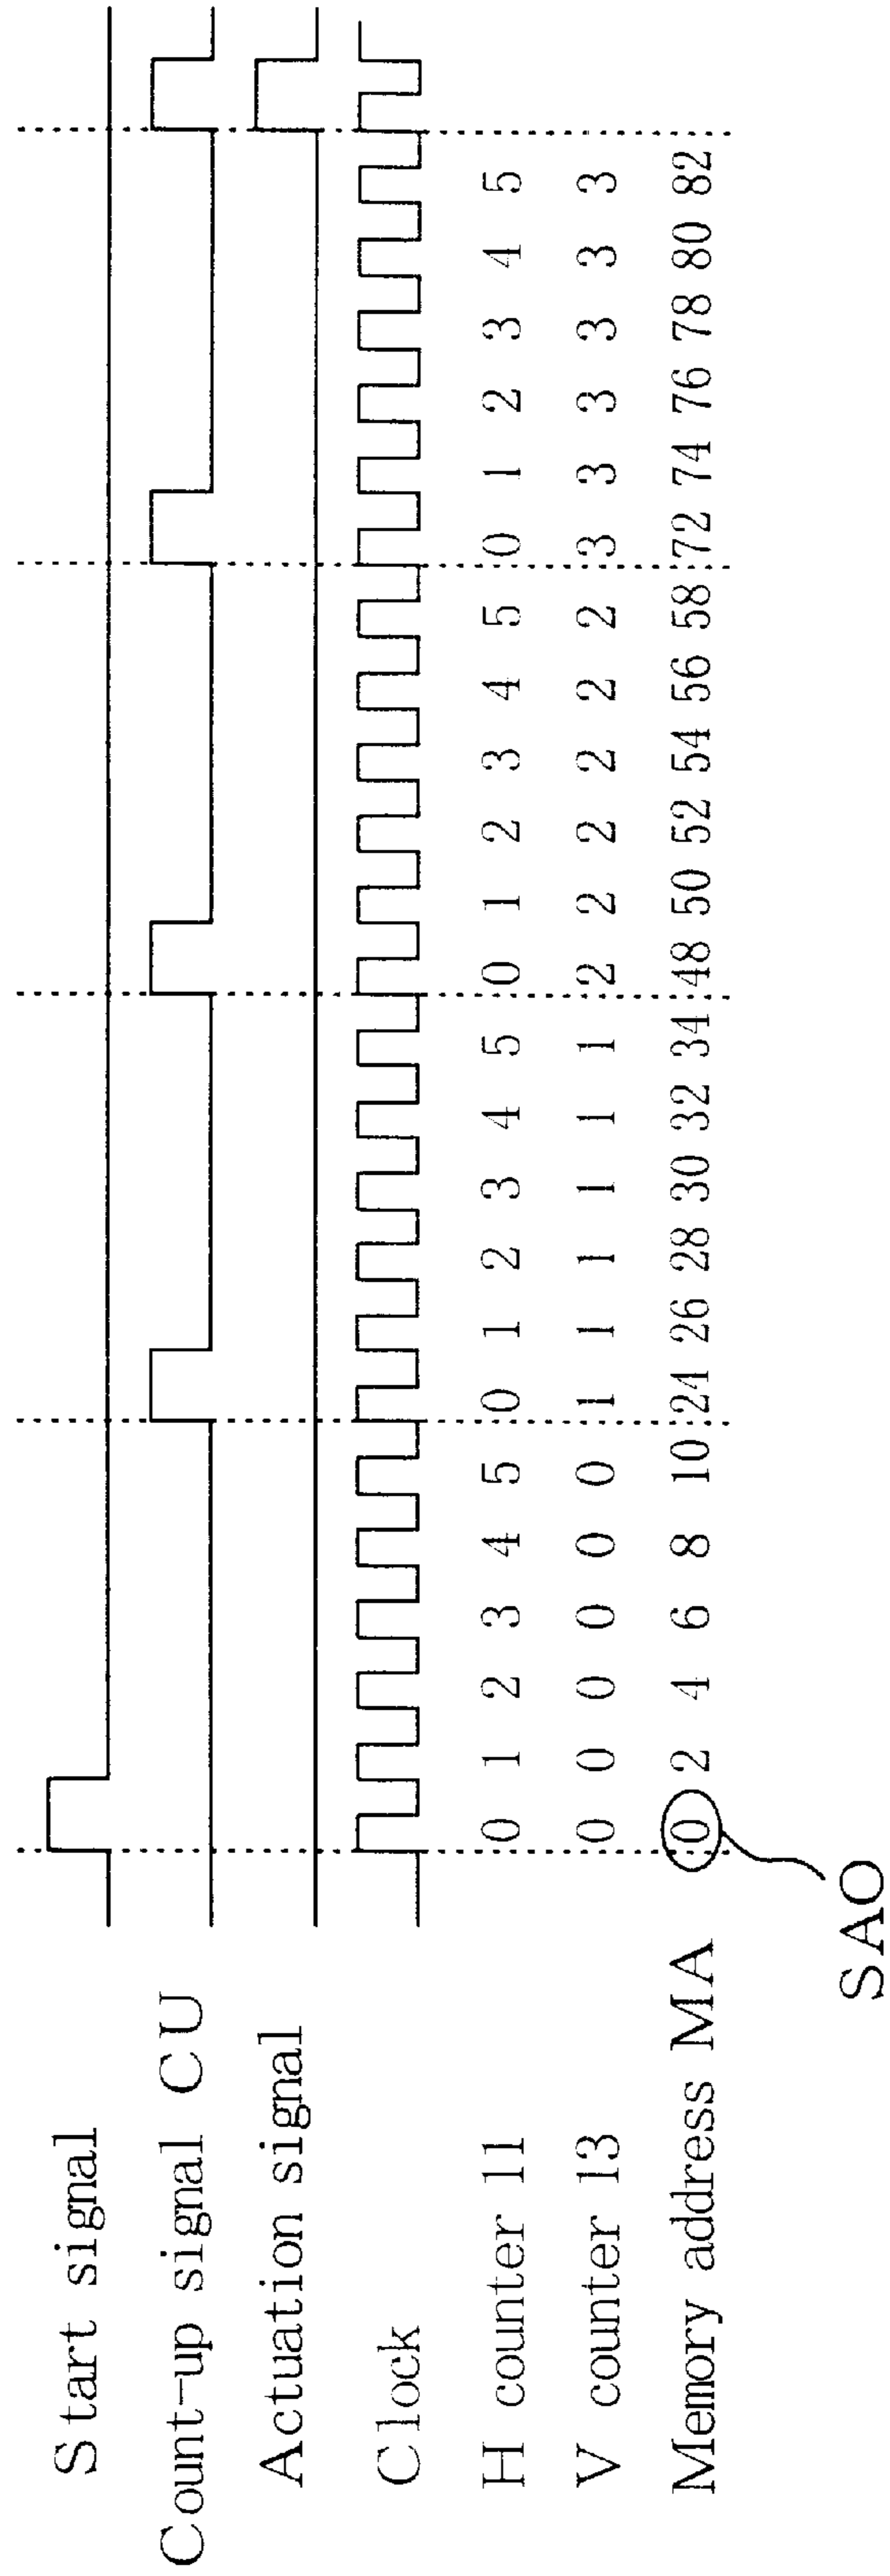 Start signal
Count-up signal CU
Actuation signal
Clock
H counter 11 0 1 2 3 4 5 0 1 2 3 4 5 0 1 2 3 4 5 0 1 2 3 4 5
V counter 13 0 0 0 0 0 0 1 1 1 1 1 1 2 2 2 2 2 2 3 3 3 3 3 3
Memory address MA 0 2 4 6 8 10 24 26 28 30 32 34 48 50 52 54 56 58 72 74 76 78 80 82
SAO